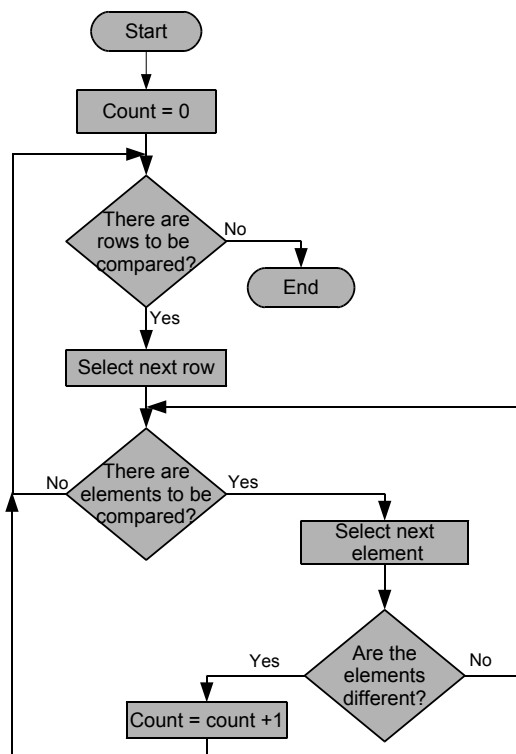 Start
Count = 0
There are
rows to be
compared?
No
End
Yes
Select next row
There are
elements to be
compared?
No
Yes
Select next
element
Are the
elements
different?
Yes
No
Count = count +1